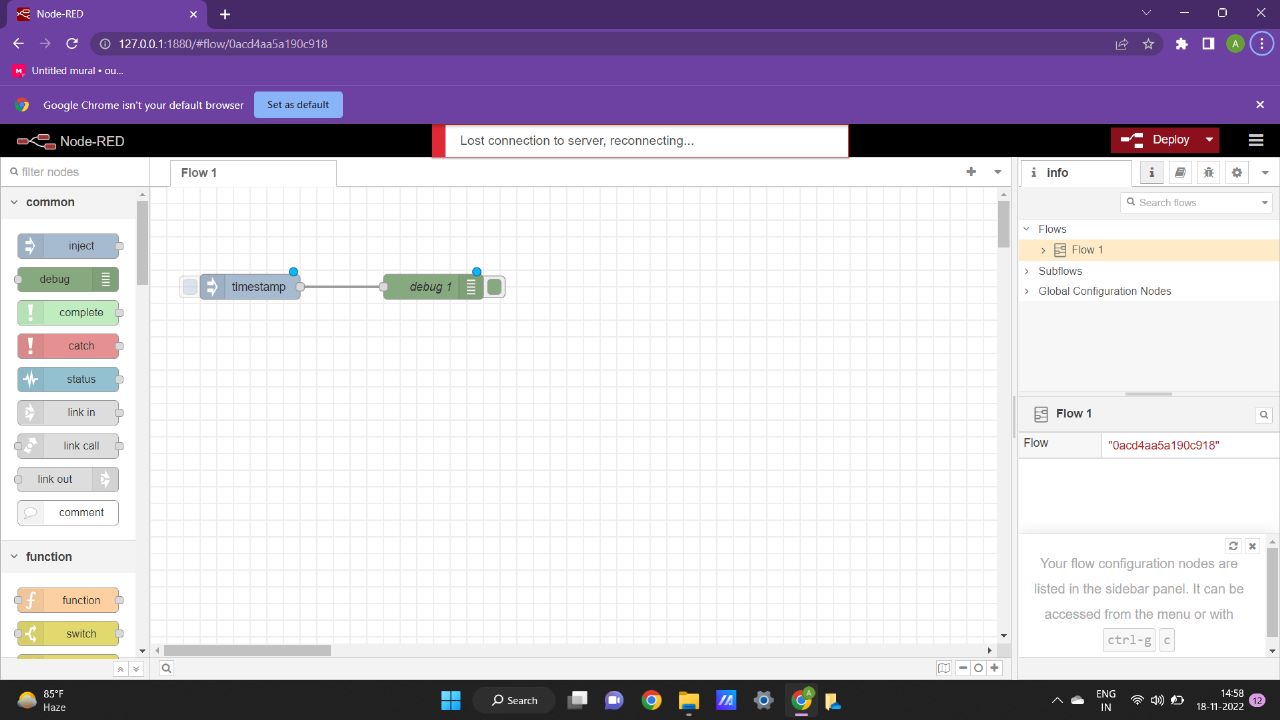 Node-RED
127.0.0.1:1880/#flow/0acd4aa5a190c918
A
Untitled mural • ou...
Google Chrome isn't your default browser
Set as default
Node-RED
Lost connection to server, reconnecting...
Deploy
filter nodes
Flow 1
info
common
Search flows
Flows
Flow 1
Subflows
Global Configuration Nodes
inject
debug
complete
catch
status
link in
link call
link out
comment
timestamp
debug 1
Flow 1
Flow
"0acd4aa5a190c918"
function
function
switch
Your flow configuration nodes are
listed in the sidebar panel. It can be
accessed from the menu or with
ctrl-g c
85°F
Haze
Search
A
ENG
IN
14:58
18-11-2022
12